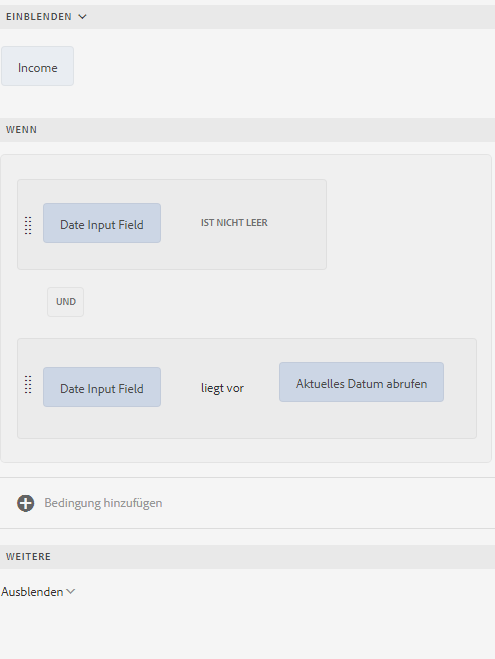 EINBLENDEN
Income
WENN
Date Input Field IST NICHT LEER
UND
Date Input Field liegt vor Aktuelles Datum abrufen
Bedingung hinzufügen
WEITERE
Ausblenden